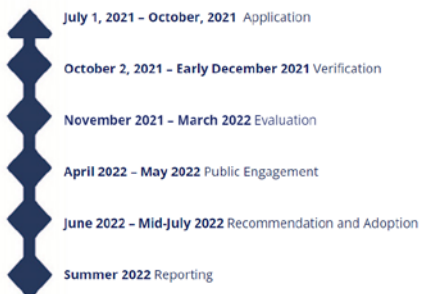 July 1, 2021 – October, 2021 Application
October 2, 2021 – Early December 2021 Verification
November 2021 – March 2022 Evaluation
April 2022 – May 2022 Public Engagement
June 2022 – Mid-July 2022 Recommendation and Adoption
Summer 2022 Reporting